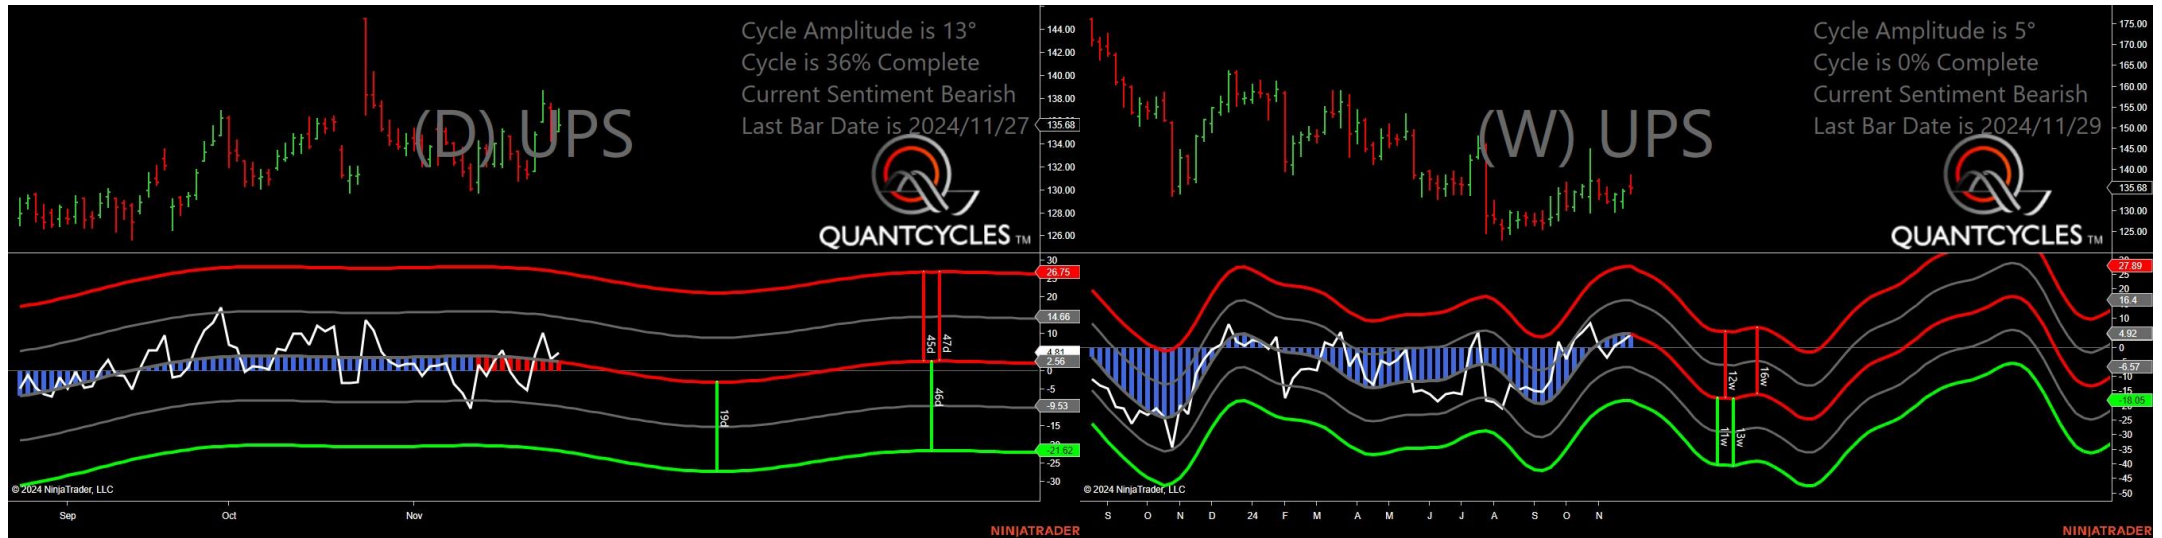 Cycle Amplitude is 13°
Cycle is 36% Complete
Current Sentiment Bearish
Last Bar Date is 2024/11/27
(D) UPS
QUANTCYCLES TM
144.00
142.00
140.00
138.00
135.68
134.00
132.00
130.00
128.00
126.00
30
26.75
20
14.66
10
4.81
2.56
0
-5
-9.53
-15
-21.62
-25
-30
45d
47d
46d
19d
© 2024 NinjaTrader, LLC
Sep
Oct
Nov
NINJATRADER
Cycle Amplitude is 5°
Cycle is 0% Complete
Current Sentiment Bearish
Last Bar Date is 2024/11/29
(W) UPS
QUANTCYCLES TM
175.00
170.00
165.00
160.00
155.00
150.00
145.00
140.00
135.68
130.00
125.00
27.89
25
16.4
10
4.92
0
-6.57
-10
-18.05
-25
-30
-35
-40
-45
-50
12w
16w
11w
13w
© 2024 NinjaTrader, LLC
S
O
N
D
24
F
M
A
M
J
J
A
S
O
N
NINJATRADER